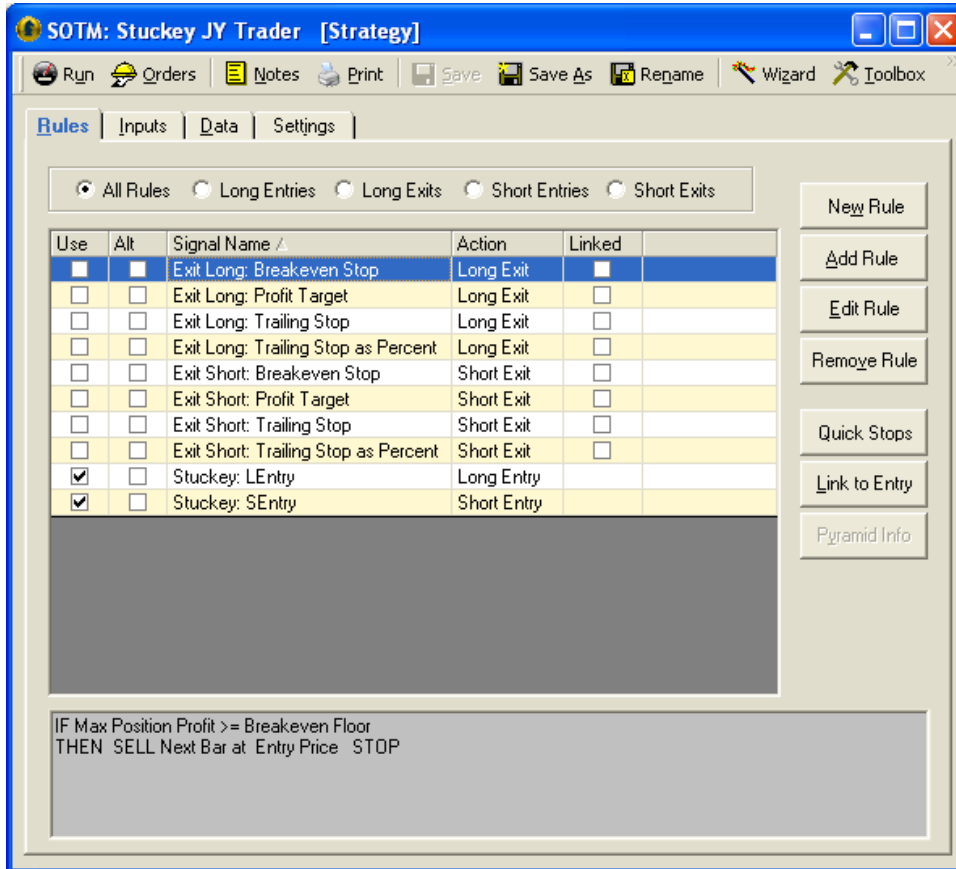 SOTM: Stuckey JY Trader [Strategy]
Run Orders Notes Print Save Save As Rename Wizard Toolbox
Rules Inputs Data Settings
All Rules Long Entries Long Exits Short Entries Short Exits
New Rule
Add Rule
Edit Rule
Remove Rule
Quick Stops
Link to Entry
Pyramid Info
Use Alt Signal Name Action Linked
Exit Long: Breakeven Stop Long Exit
Exit Long: Profit Target Long Exit
Exit Long: Trailing Stop Long Exit
Exit Long: Trailing Stop as Percent Long Exit
Exit Short: Breakeven Stop Short Exit
Exit Short: Profit Target Short Exit
Exit Short: Trailing Stop Short Exit
Exit Short: Trailing Stop as Percent Short Exit
Stuckey: LEntry Long Entry
Stuckey: SEntry Short Entry
IF Max Position Profit >= Breakeven Floor
THEN SELL Next Bar at Entry Price STOP